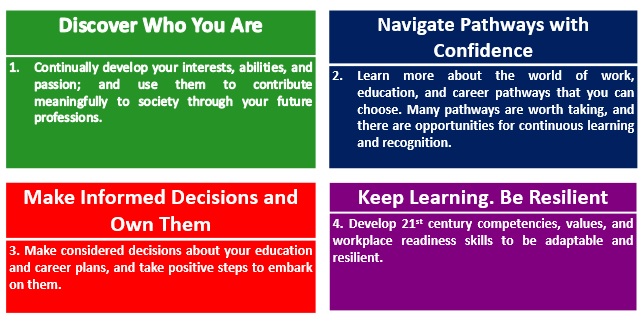 Discover Who You Are
1. Continually develop your interests, abilities, and
passion; and use them to contribute
meaningfully to society through your future
professions.
Navigate Pathways with
Confidence
2. Learn more about the world of work,
education, and career pathways that you can
choose. Many pathways are worth taking, and
there are opportunities for continuous learning
and recognition.
Make Informed Decisions and
Own Them
3. Make considered decisions about your education
and career plans, and take positive steps to embark
on them.
Keep Learning. Be Resilient
4. Develop 21st century competencies, values, and
workplace readiness skills to be adaptable and
resilient.